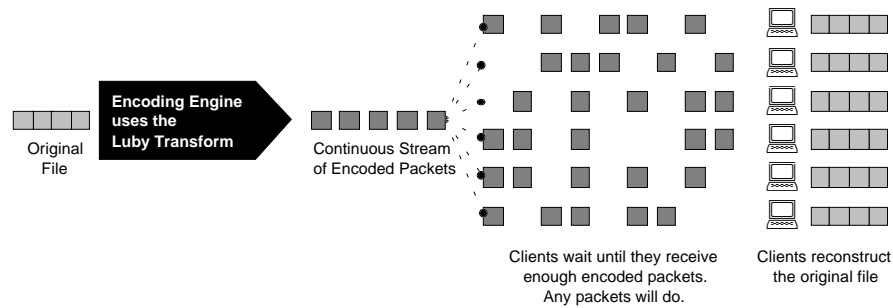 Encoding Engine
uses the
Luby Transform
Original
File
Continuous Stream
of Encoded Packets
Clients wait until they receive
enough encoded packets.
Any packets will do.
Clients reconstruct
the original file